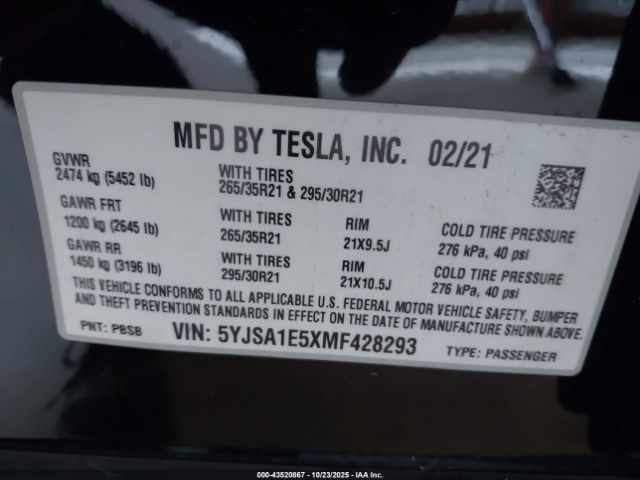 MFD BY TESLA, INC. 02/21
GVWR
2474 kg (5452 lb)
WITH TIRES
265/35R21 & 295/30R21
GAWR FRT
1200 kg (2645 lb)
WITH TIRES
265/35R21
RIM
21X9.5J
COLD TIRE PRESSURE
276 kPa, 40 psi
GAWR RR
1450 kg (3196 lb)
WITH TIRES
295/30R21
RIM
21X10.5J
COLD TIRE PRESSURE
276 kPa, 40 psi
THIS VEHICLE CONFORMS TO ALL APPLICABLE U.S. FEDERAL MOTOR VEHICLE SAFETY, BUMPER
AND THEFT PREVENTION STANDARDS IN EFFECT ON THE DATE OF MANUFACTURE SHOWN ABOVE.
PNT: PBSB VIN: 5YJSA1E5XMF428293 TYPE: PASSENGER
000-43520867 - 10/23/2025 - IAA, Inc.